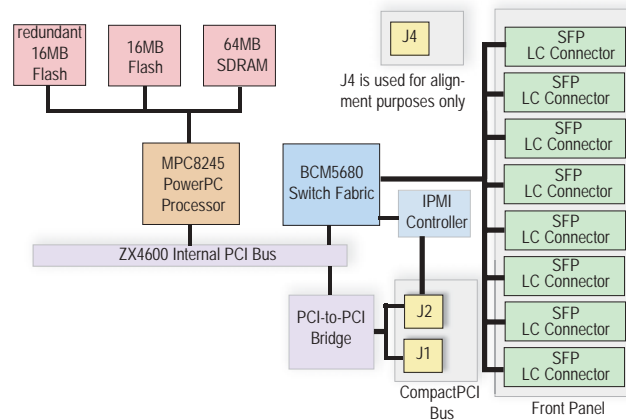 redundant
16MB
Flash
16MB
Flash
64MB
SDRAM
J4
J4 is used for align-
ment purposes only
MPC8245
PowerPC
Processor
BCM5680
Switch Fabric
IPMI
Controller
ZX4600 Internal PCI Bus
PCI-to-PCI
Bridge
J2
J1
CompactPCI
Bus
SFP
LC Connector
SFP
LC Connector
SFP
LC Connector
SFP
LC Connector
SFP
LC Connector
SFP
LC Connector
SFP
LC Connector
SFP
LC Connector
Front Panel